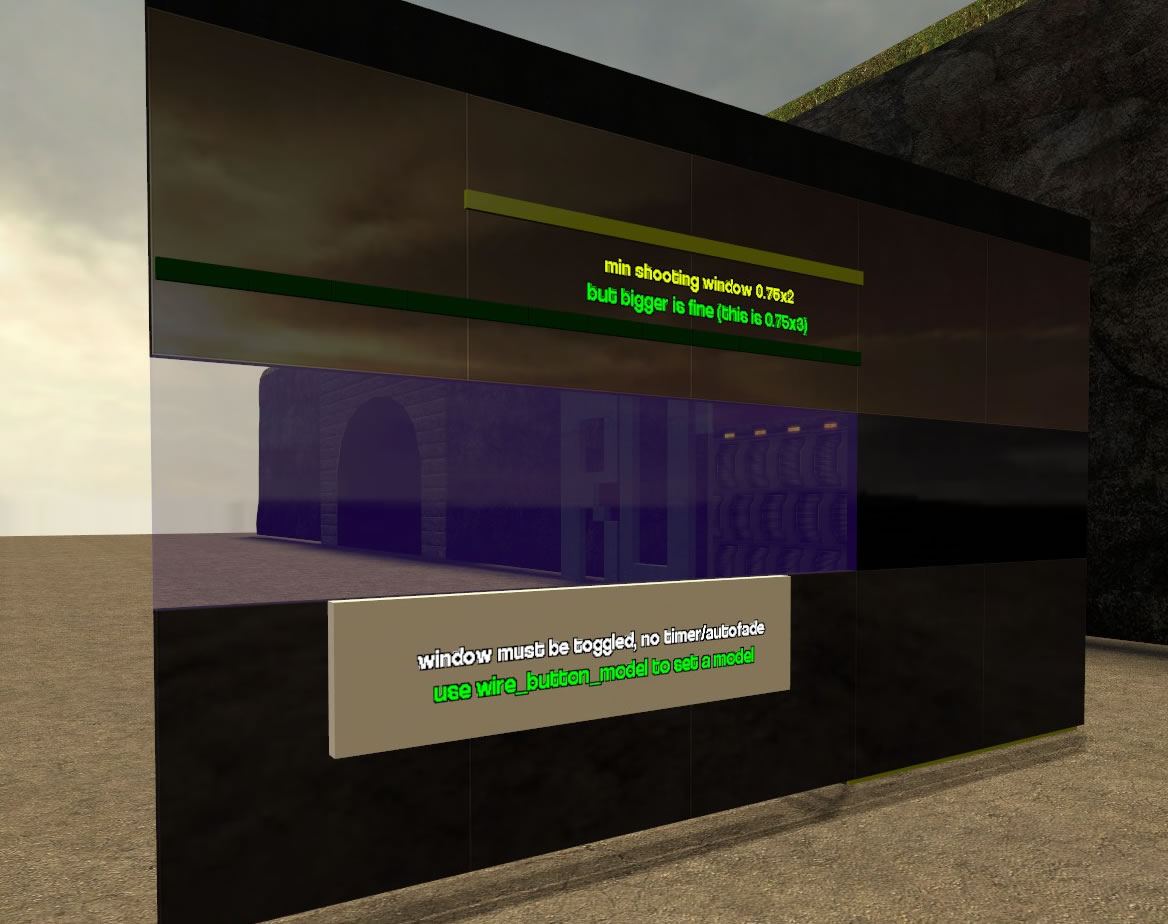 min shooting window 0.75x2
but bigger is fine (this is 0.75x3)
window must be toggled, no timer/autofade
use wire_button_model to set a model